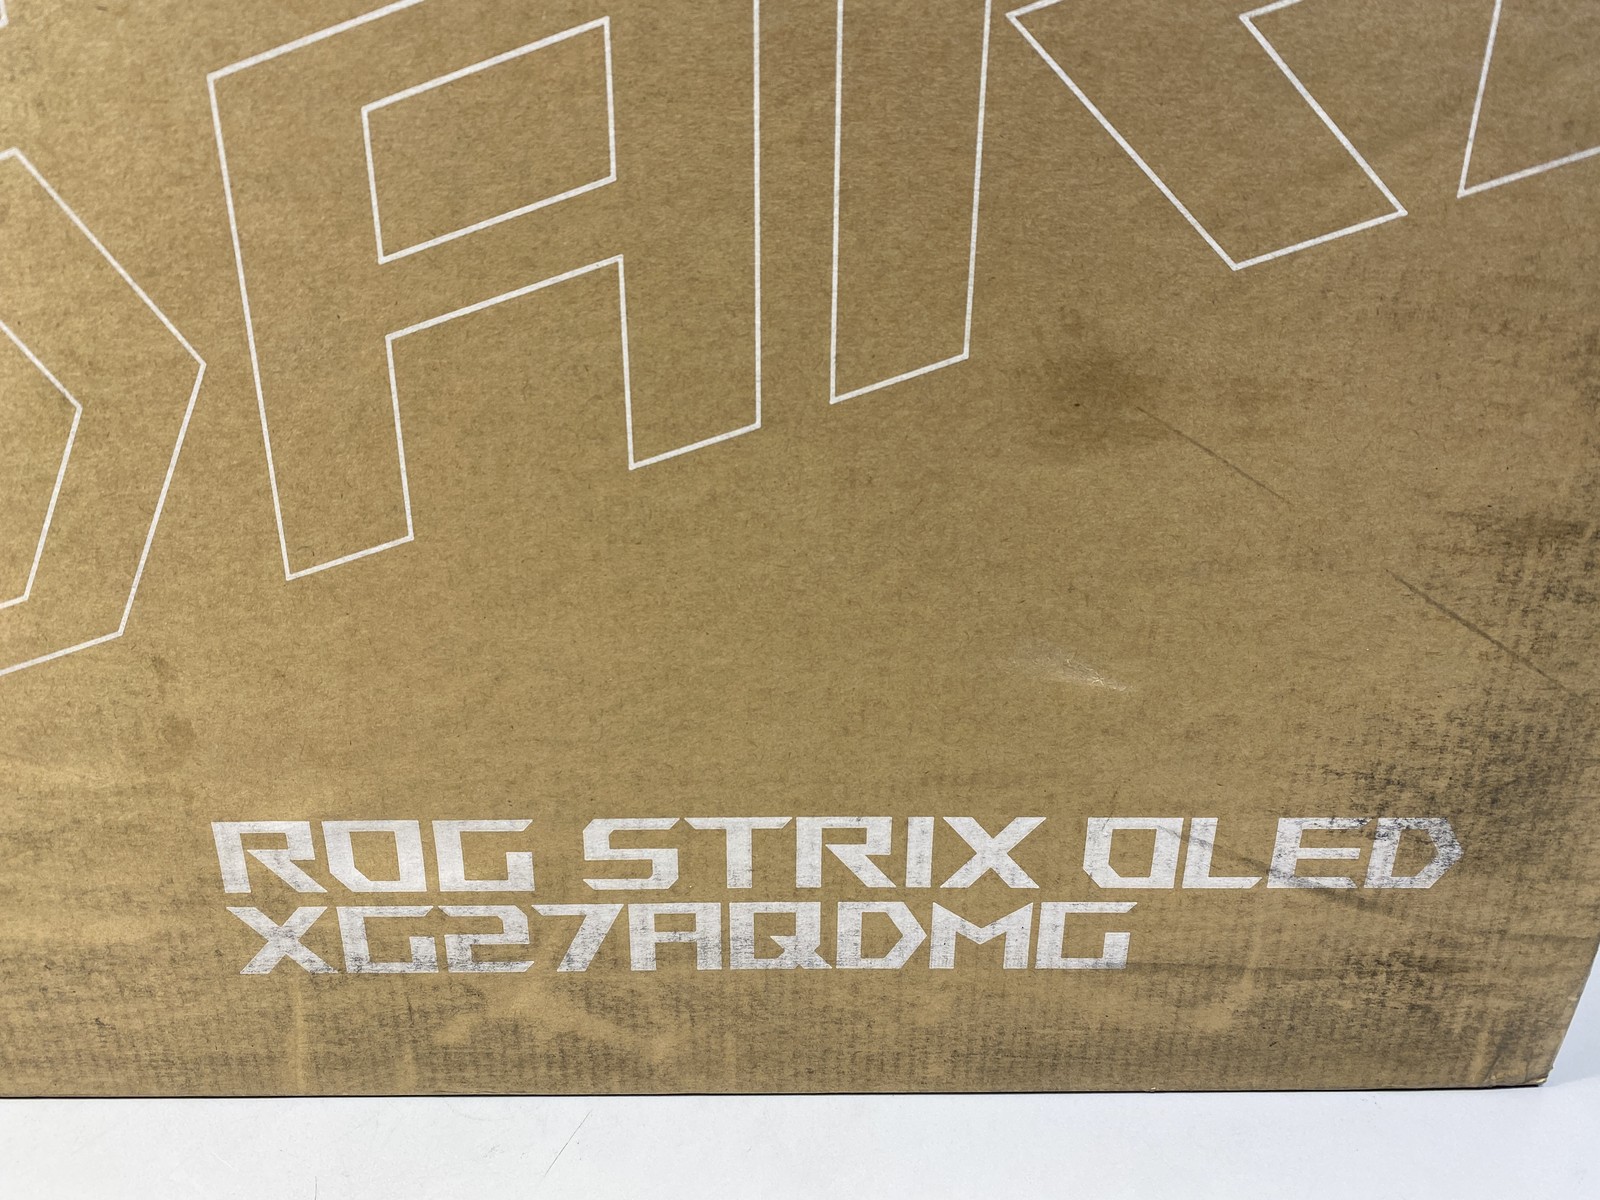 ROG STRIX OLED
XG27AQDMG